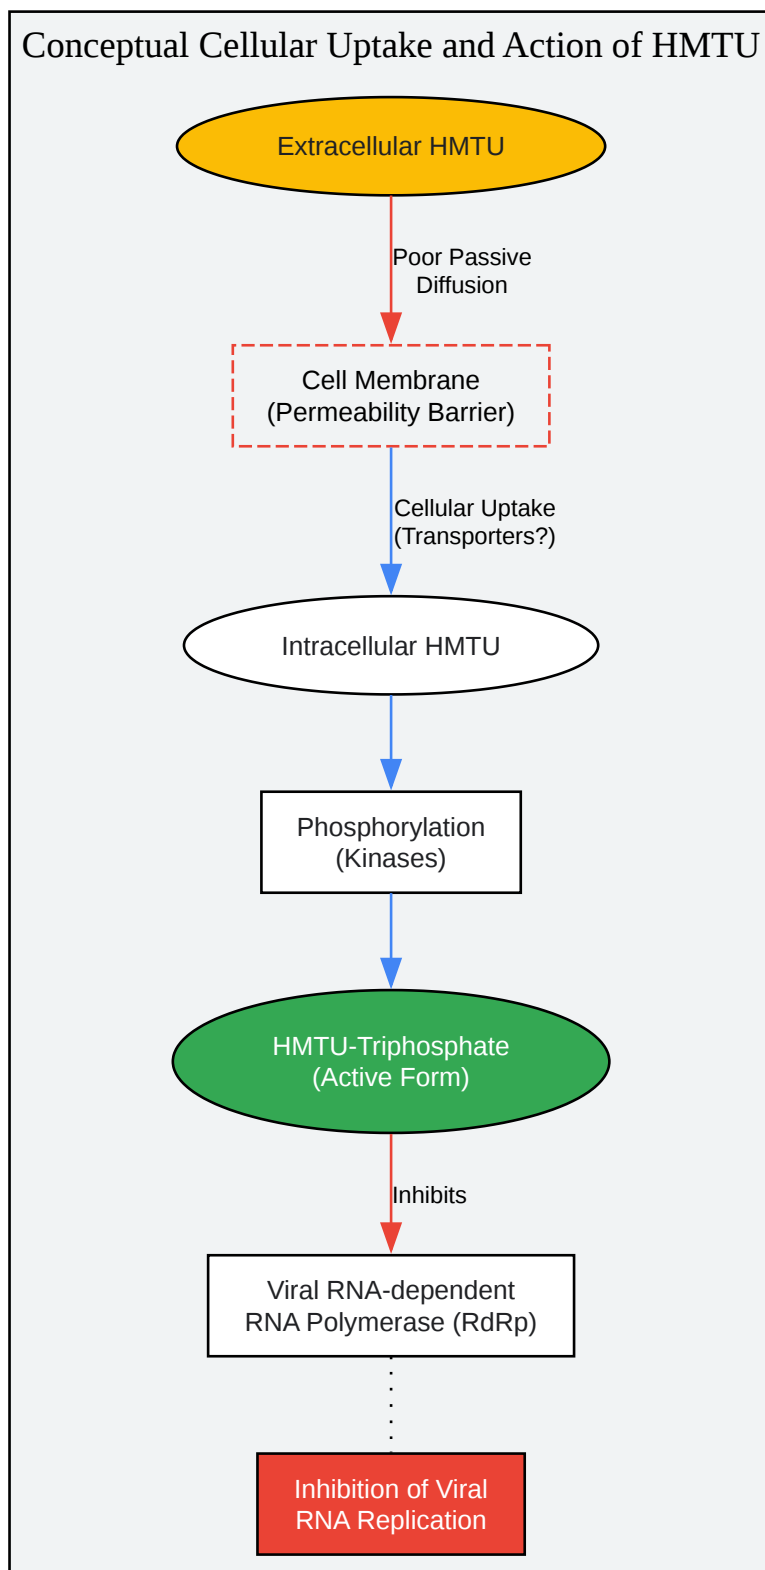 Conceptual Cellular Uptake and Action of HMTU
Extracellular HMTU
Poor Passive
Diffusion
Cell Membrane
(Permeability Barrier)
Cellular Uptake
(Transporters?)
Intracellular HMTU
Phosphorylation
(Kinases)
HMTU-Triphosphate
(Active Form)
Inhibits
Viral RNA-dependent
RNA Polymerase (RdRp)
Inhibition of Viral
RNA Replication